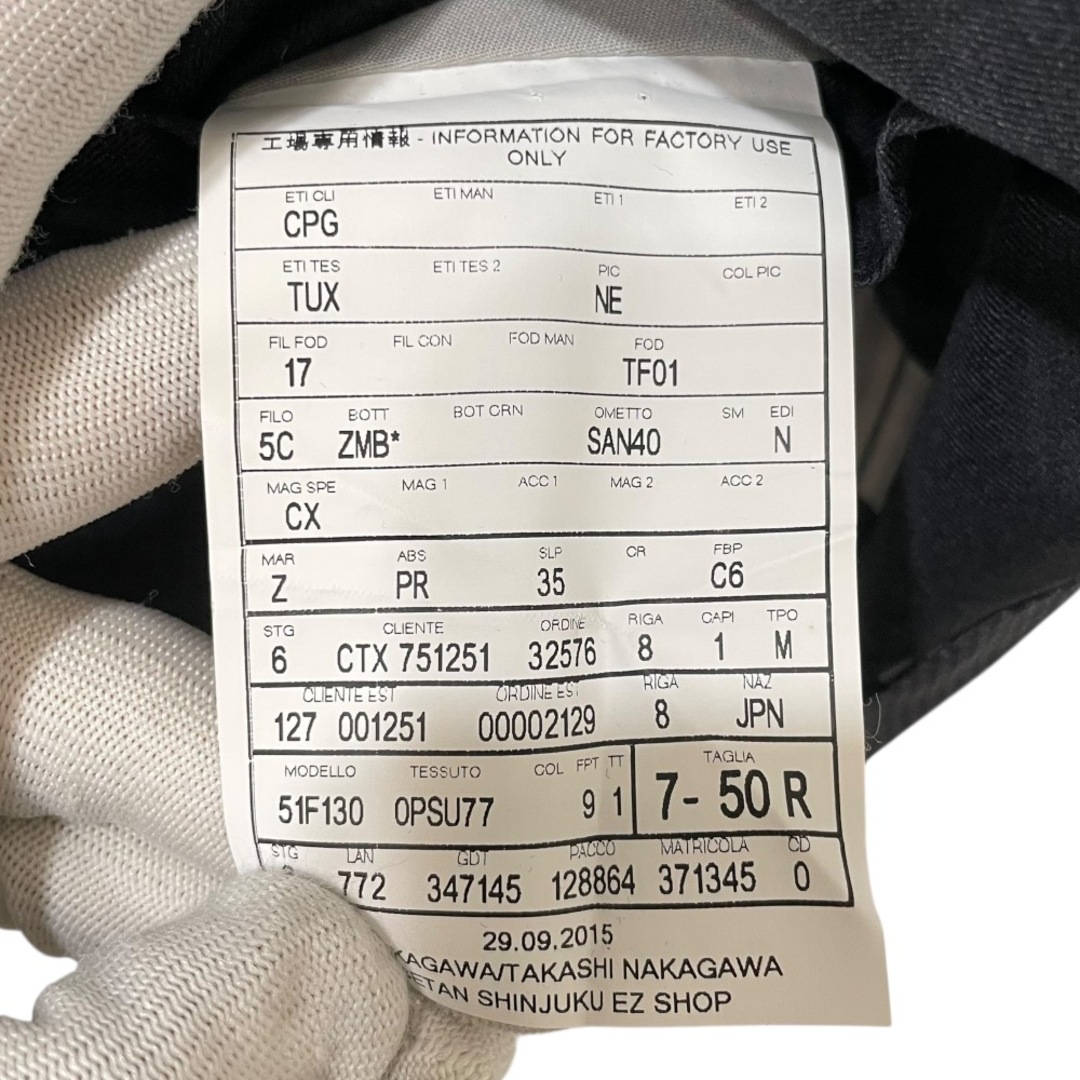 工場専用情報 - INFORMATION FOR FACTORY USE
ONLY
ETI CLI ETI MAN ETI 1 ETI 2
CPG
ETI TES ETI TES 2 PIC COL PIC
TUX NE
FIL FOD FIL CON FOD MAN FOD
17 TF01
FILO BOTT BOT CRN OMETTO SM EDI
5C ZMB* SAN40 N
MAG SPE MAG 1 ACC 1 MAG 2 ACC 2
CX
MAR ABS SLP CR FBP
Z PR 35 C6
STG CLIENTE ORDINE RIGA CAPI TPO
6 CTX 751251 32576 8 1 M
CLIENTE EST ORDINE EST RIGA NAZ
127 001251 00002129 8 JPN
MODELLO TESSUTO COL FPT TT TAGLIA
51F130 0PSU77 9 1 7- 50 R
STG LAN GDT PACCO MATRICOLA CD
772 347145 128864 371345 0
29.09.2015
KAGAWA/TAKASHI NAKAGAWA
ETAN SHINJUKU EZ SHOP